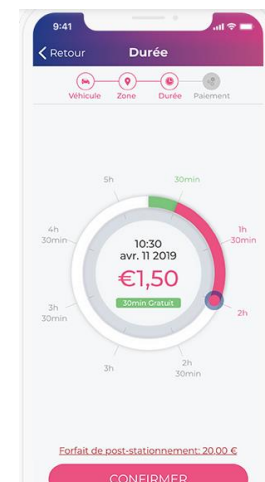 9:41
Retour Durée
Véhicule Zone Durée Paiement
5h 30min
4h
30min
1h
30min
10:30
avr. 11 2019
€1,50
30min Gratuit
3h
30min
2h
3h
2h
30min
Forfait de post-stationnement: 20.00 €
CONFIRMER